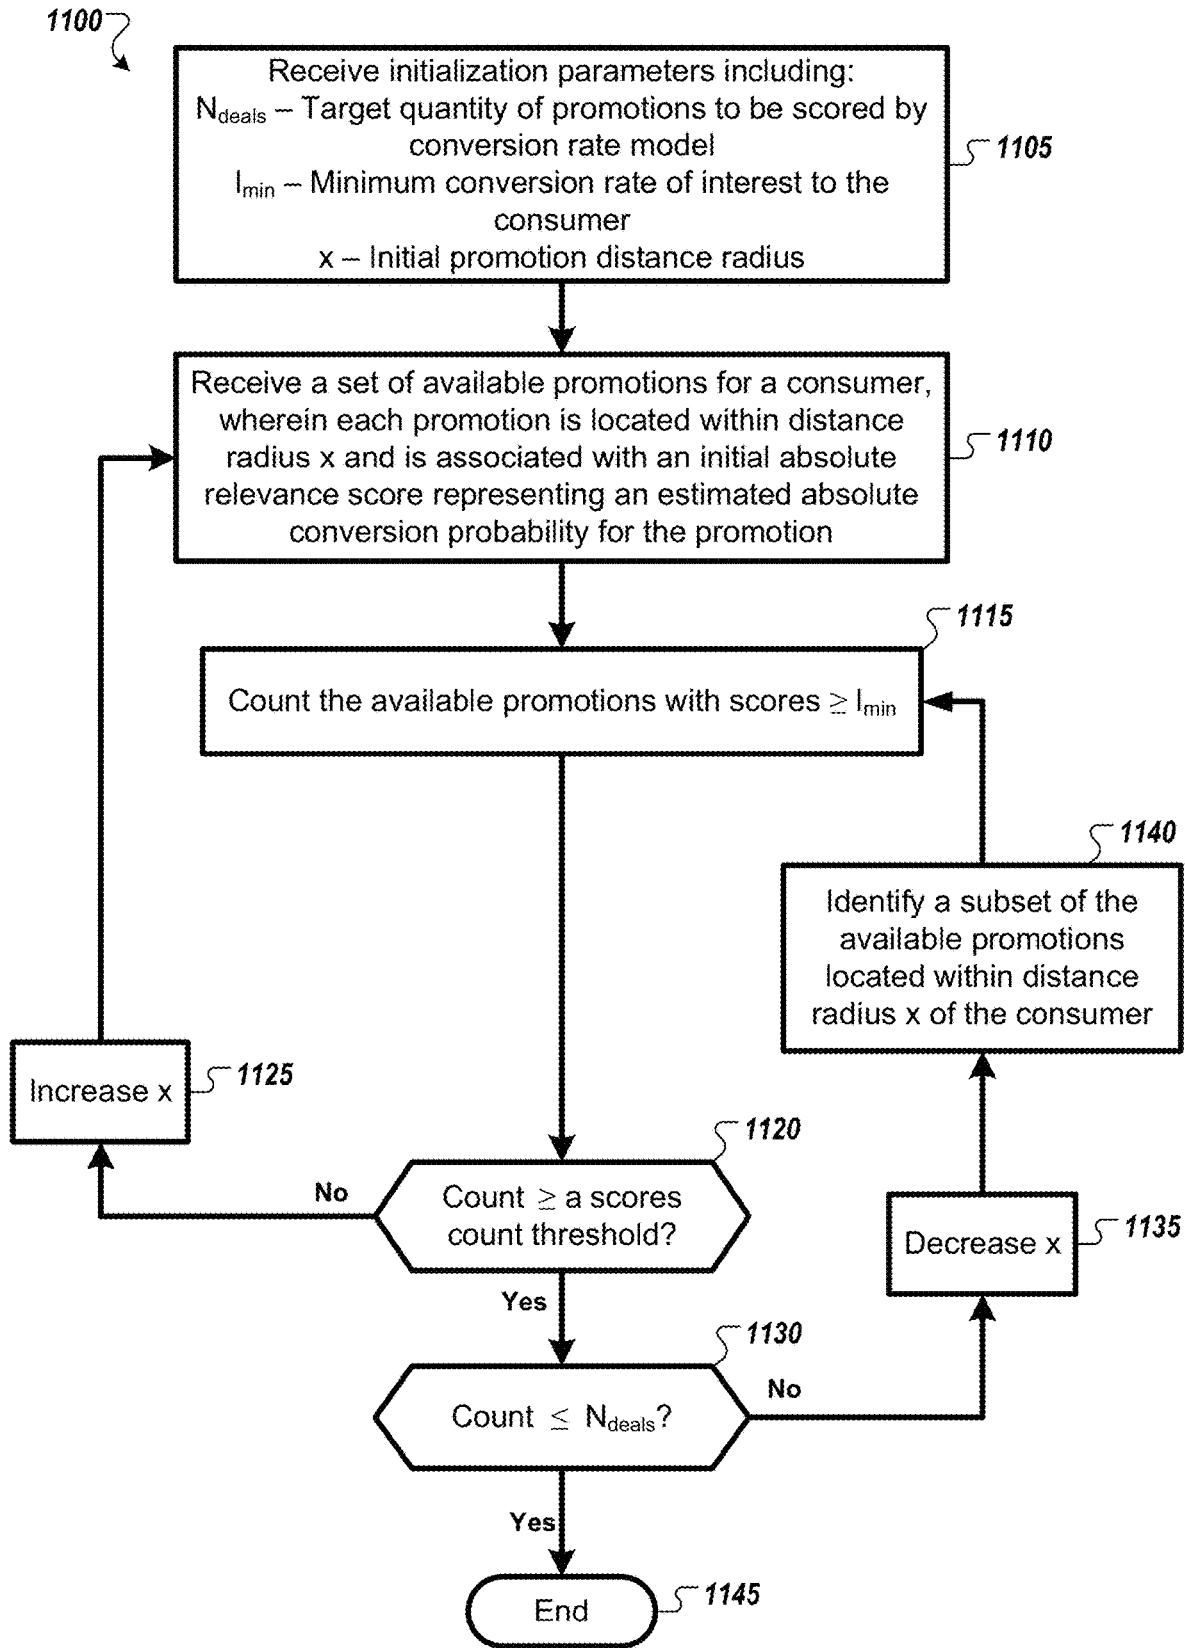 1100
Receive initialization parameters including:
N_deals – Target quantity of promotions to be scored by
conversion rate model
I_min – Minimum conversion rate of interest to the
consumer
x – Initial promotion distance radius
1105
Receive a set of available promotions for a consumer,
wherein each promotion is located within distance
radius x and is associated with an initial absolute
relevance score representing an estimated absolute
conversion probability for the promotion
1110
1115
Count the available promotions with scores ≥ I_min
1140
Identify a subset of the
available promotions
located within distance
radius x of the consumer
Increase x
1125
1120
Count ≥ a scores
count threshold?
No
Yes
Decrease x
1135
1130
Count ≤ N_deals?
No
Yes
End
1145